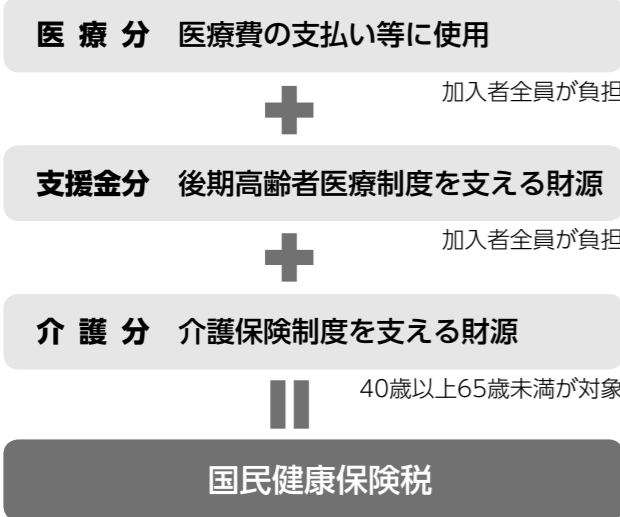 医療分 医療費の支払い等に使用
加入者全員が負担
支援金分 後期高齢者医療制度を支える財源
加入者全員が負担
介護分 介護保険制度を支える財源
40歳以上65歳未満が対象
国民健康保険税